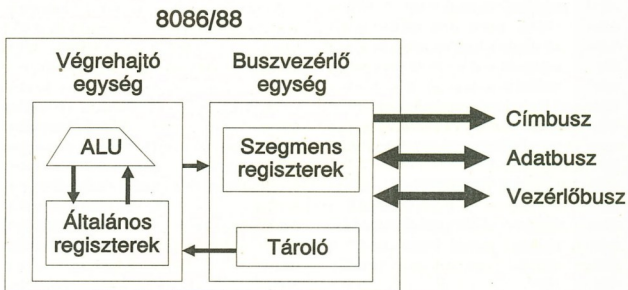 8086/88
Végrehajtó
egység
Buszvezérlő
egység
ALU
Általános
regiszterek
Szegmens
regiszterek
Tároló
Címbusz
Adatbusz
Vezérlőbusz